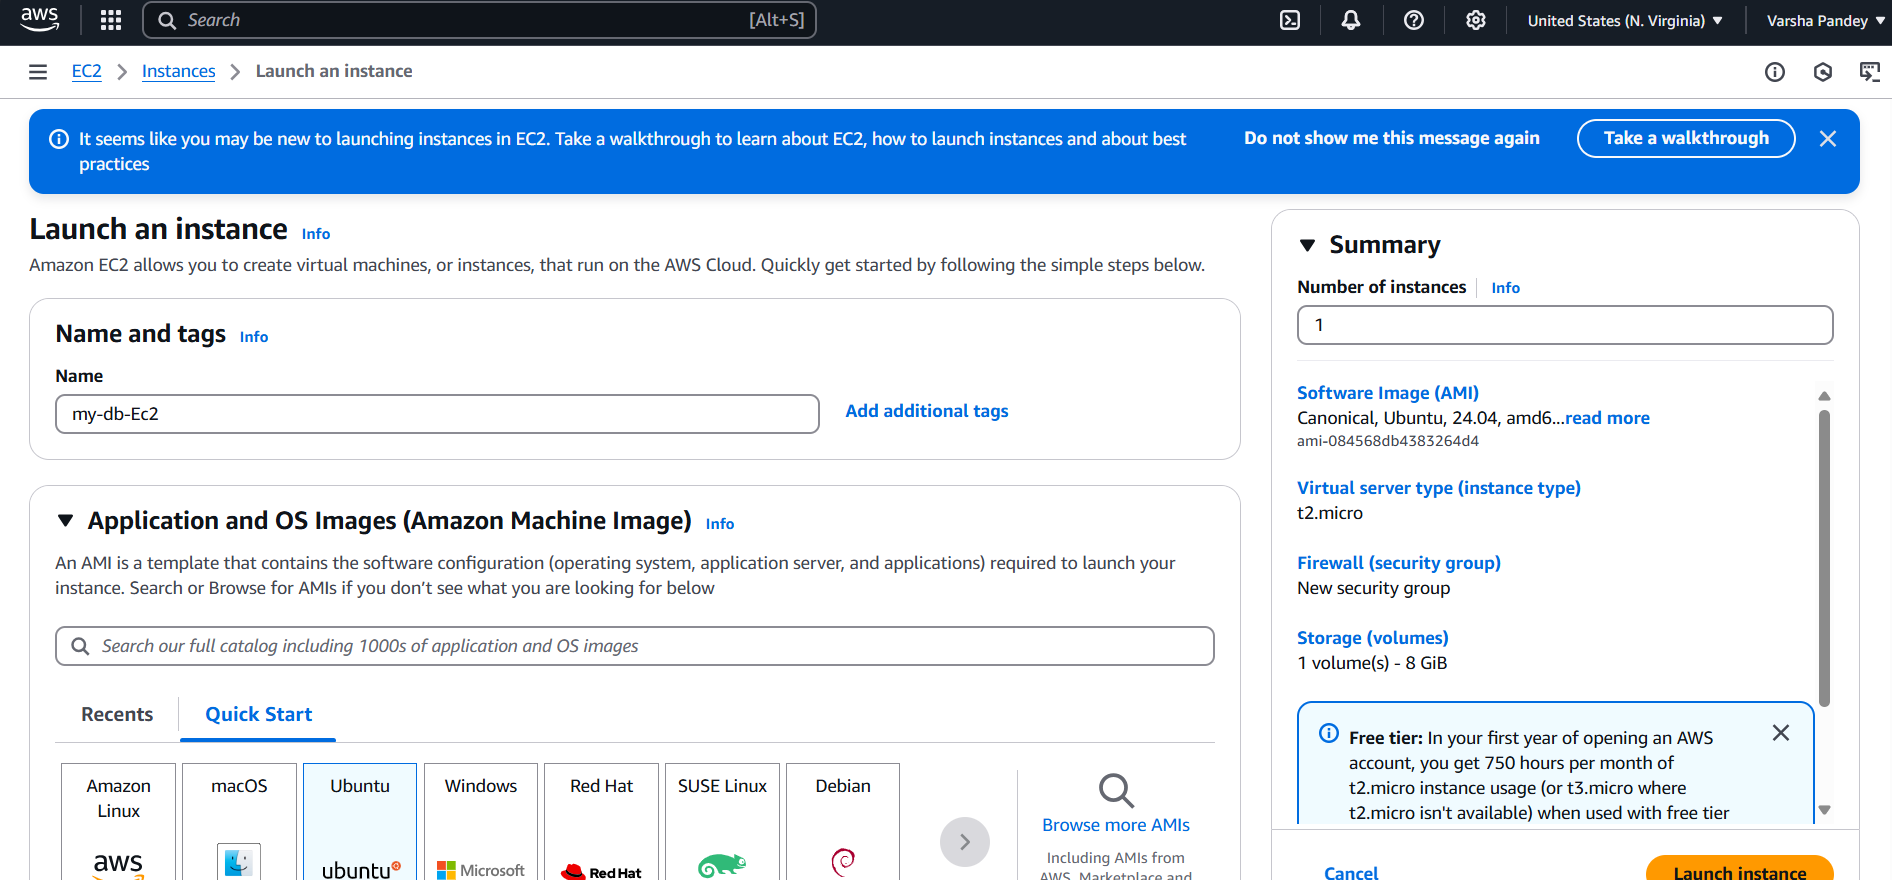 aws
Search [Alt+S]
United States (N. Virginia)
Varsha Pandey
EC2
Instances
Launch an instance
It seems like you may be new to launching instances in EC2. Take a walkthrough to learn about EC2, how to launch instances and about best
practices
Do not show me this message again
Take a walkthrough
Launch an instance Info
Amazon EC2 allows you to create virtual machines, or instances, that run on the AWS Cloud. Quickly get started by following the simple steps below.
Name and tags Info
Name
my-db-Ec2
Add additional tags
Application and OS Images (Amazon Machine Image) Info
An AMI is a template that contains the software configuration (operating system, application server, and applications) required to launch your
instance. Search or Browse for AMIs if you don’t see what you are looking for below
Search our full catalog including 1000s of application and OS images
Recents
Quick Start
Amazon
Linux
aws
macOS
Ubuntu
ubuntu
Windows
Microsoft
Red Hat
Red Hat
SUSE Linux
Debian
Browse more AMIs
Including AMIs from
AWS, Marketplace and
Summary
Number of instances Info
1
Software Image (AMI)
Canonical, Ubuntu, 24.04, amd6...read more
ami-084568db4383264d4
Virtual server type (instance type)
t2.micro
Firewall (security group)
New security group
Storage (volumes)
1 volume(s) - 8 GiB
Free tier: In your first year of opening an AWS
account, you get 750 hours per month of
t2.micro instance usage (or t3.micro where
t2.micro isn't available) when used with free tier
Cancel
Launch instance